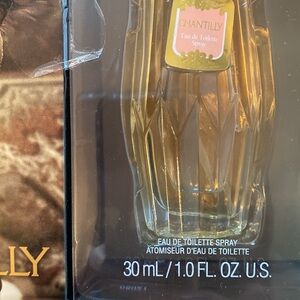 CHANTILLY
Eau de Toilette
Spray
LLY
EAU DE TOILETTE SPRAY
ATOMISEUR D'EAU DE TOILETTE
30 mL / 1.0 FL. OZ. U.S.